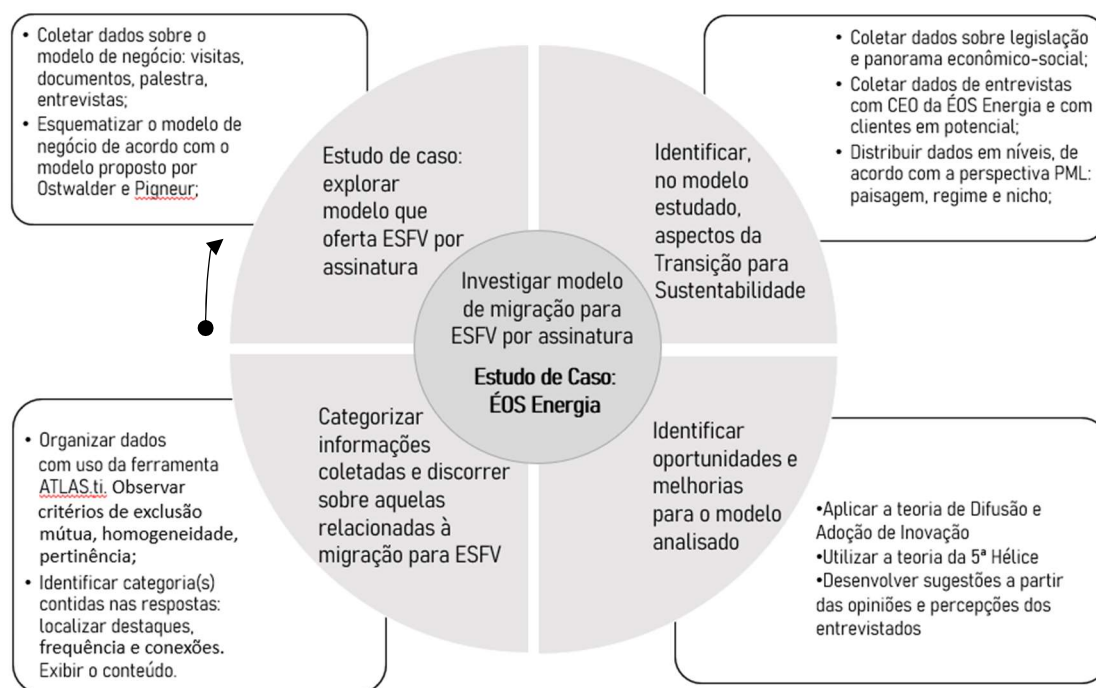 • Coletar dados sobre o
modelo de negócio: visitas,
documentos, palestra,
entrevistas;
• Esquematizar o modelo de
negócio de acordo com o
modelo proposto por
Ostwalder e Pigneur;
Estudo de caso:
explorar
modelo que
oferta ESFV por
assinatura
Identificar,
no modelo
estudado,
aspectos da
Transição para
Sustentabilidade
• Coletar dados sobre legislação
e panorama econômico-social;
• Coletar dados de entrevistas
com CEO da ÉOS Energia e com
clientes em potencial;
• Distribuir dados em níveis, de
acordo com a perspectiva PML:
paisagem, regime e nicho;
Investigar modelo
de migração para
ESFV por assinatura
Estudo de Caso:
ÉOS Energia
• Organizar dados
com uso da ferramenta
ATLAS.ti. Observar
critérios de exclusão
mútua, homogeneidade,
pertinência;
• Identificar categoria(s)
contidas nas respostas:
localizar destaques,
frequência e conexões.
Exibir o conteúdo.
Categorizar
informações
coletadas e discorrer
sobre aquelas
relacionadas à
migração para ESFV
Identificar
oportunidades e
melhorias
para o modelo
analisado
•Aplicar a teoria de Difusão e
Adoção de Inovação
•Utilizar a teoria da 5ª Hélice
•Desenvolver sugestões a partir
das opiniões e percepções dos
entrevistados